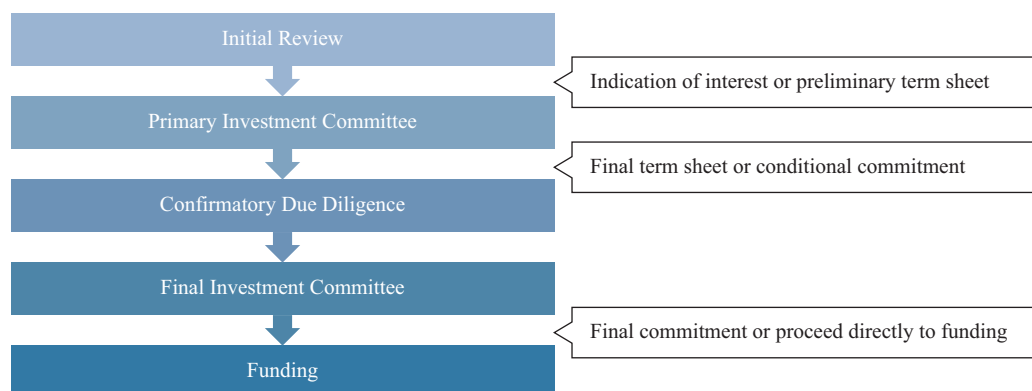 Initial Review
Indication of interest or preliminary term sheet
Primary Investment Committee
Final term sheet or conditional commitment
Confirmatory Due Diligence
Final Investment Committee
Final commitment or proceed directly to funding
Funding